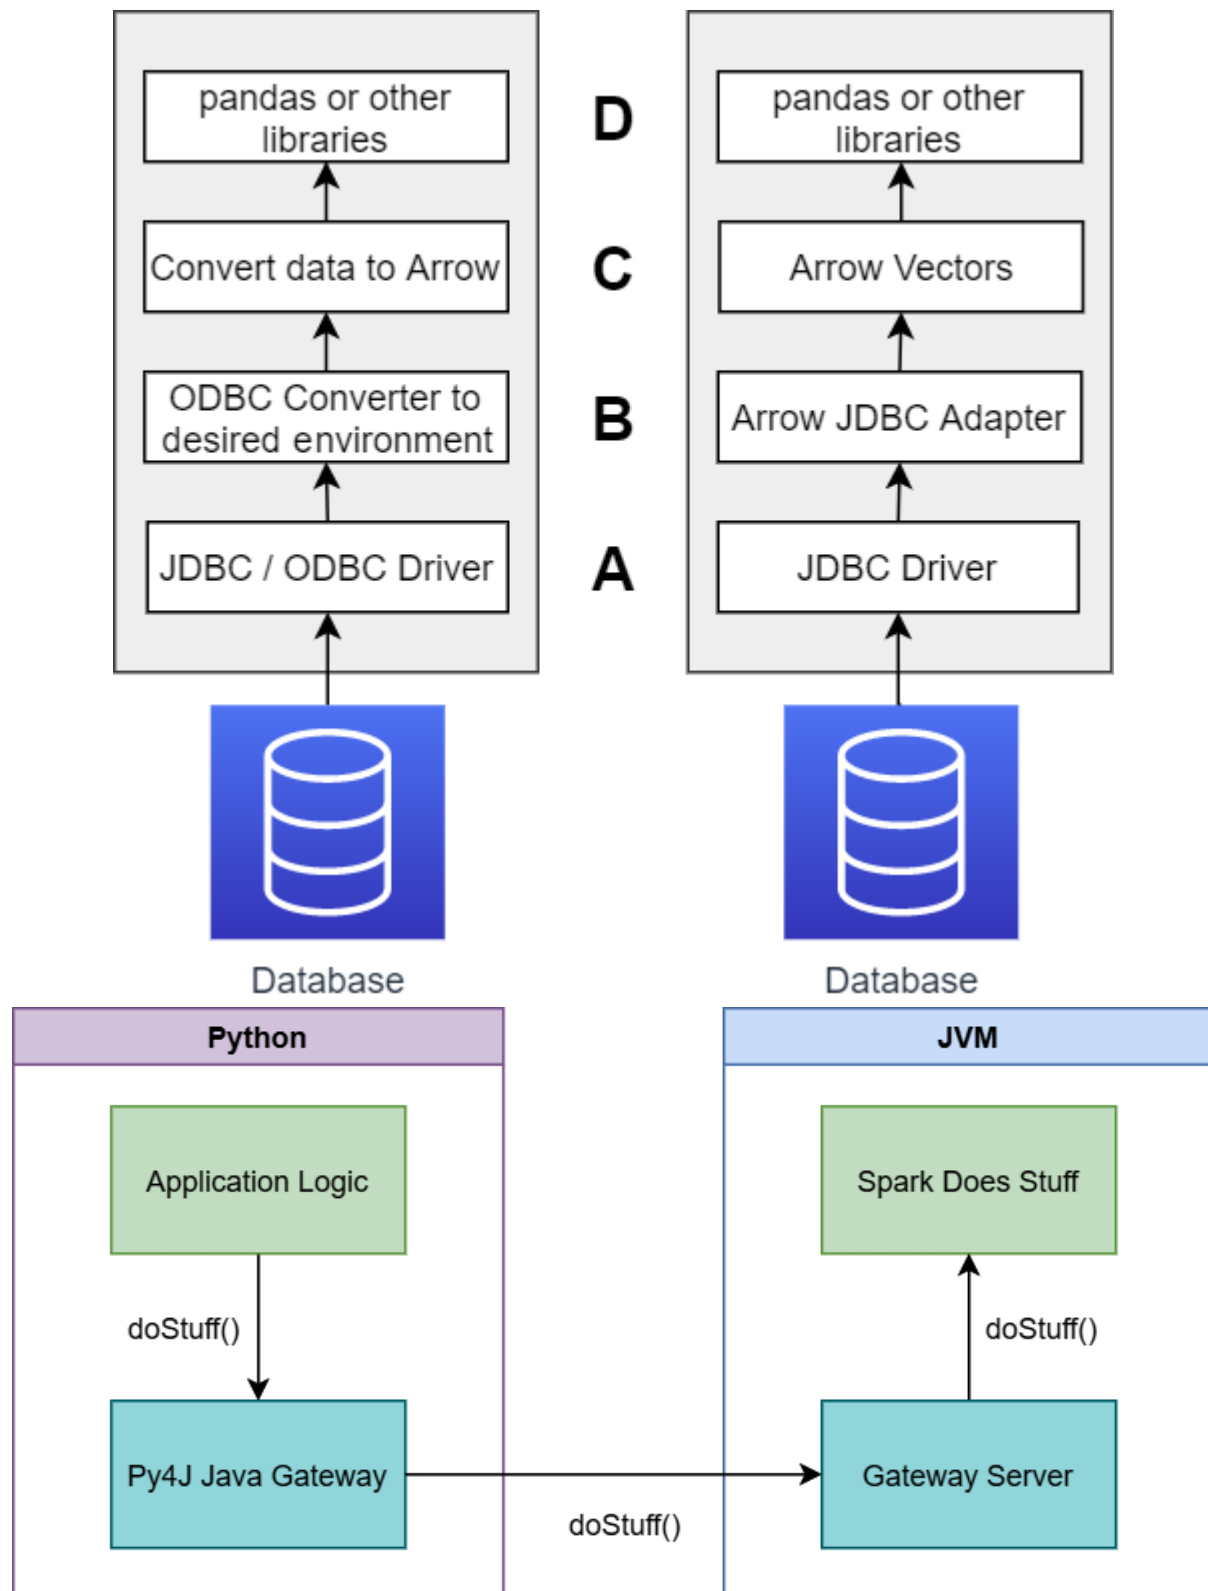 pandas or other
libraries
D
pandas or other
libraries
Convert data to Arrow
C
Arrow Vectors
ODBC Converter to
desired environment
B
Arrow JDBC Adapter
JDBC / ODBC Driver
A
JDBC Driver
Database
Database
Python
JVM
Application Logic
Spark Does Stuff
doStuff()
doStuff()
Py4J Java Gateway
Gateway Server
doStuff()